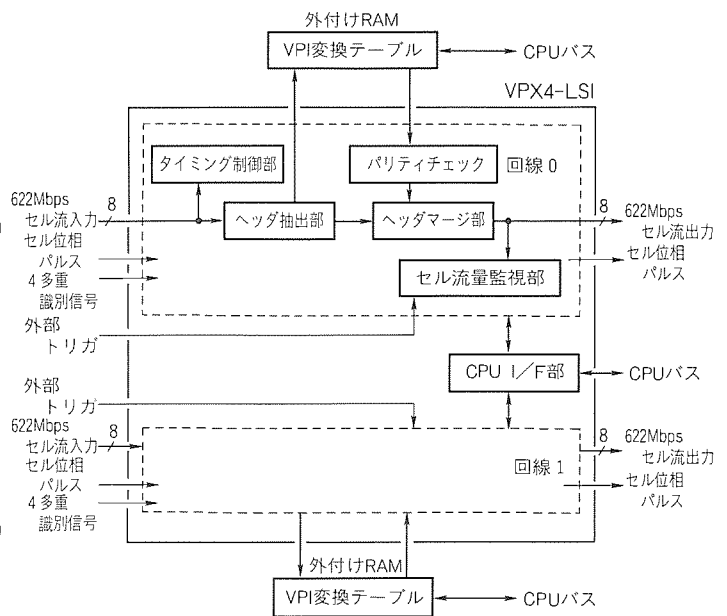 外付けRAM
VPI変換テーブル
CPUバス
VPX4-LSI
タイミング制御部
パリティチェック
回線0
622Mbps
セル流入力
8
ヘッダ抽出部
ヘッダマージ部
8
622Mbps
セル流出力
セル位相
パルス
4多重
識別信号
セル流量監視部
セル位相
パルス
外部
トリガ
CPU I/F部
CPUバス
外部
トリガ
622Mbps
セル流入力
8
8
622Mbps
セル流出力
セル位相
パルス
4多重
識別信号
回線1
セル位相
パルス
外付けRAM
VPI変換テーブル
CPUバス